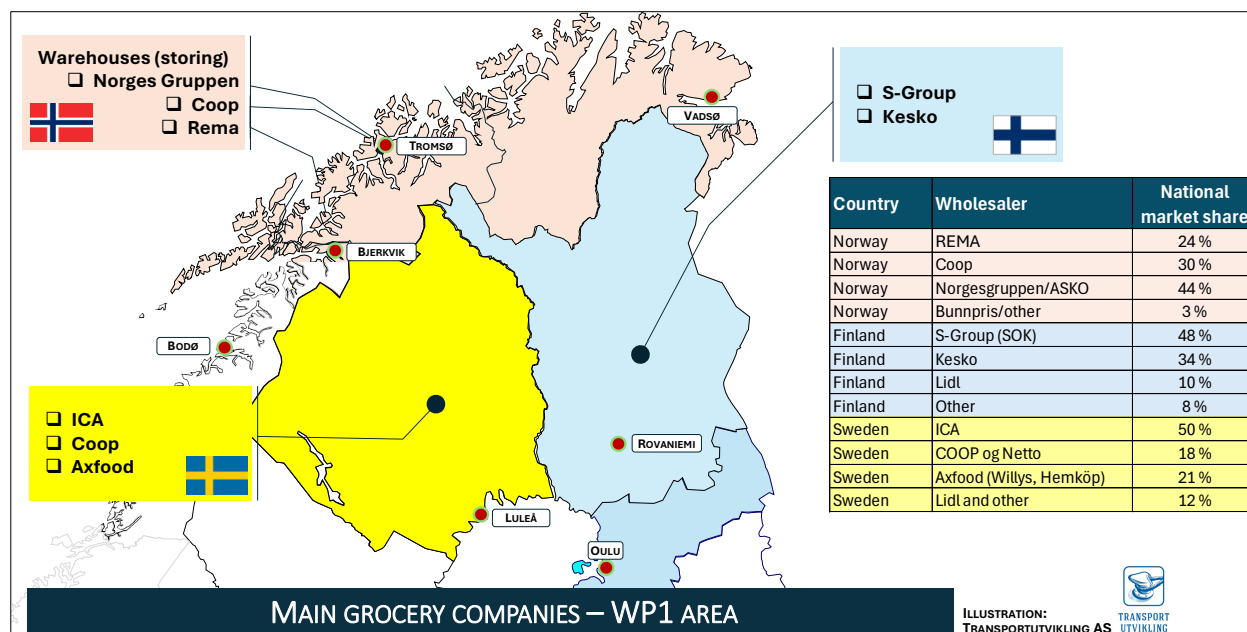 Warehouses (storing)
❑ Norges Gruppen
❑ Coop
❑ Rema
❑ S-Group
❑ Kesko
VADSØ
TROMSØ
BJERKVIK
BODØ
❑ ICA
❑ Coop
❑ Axfood
ROVANIEMI
LULEÅ
OULU
Country Wholesaler National market share
Norway REMA 24 %
Norway Coop 30 %
Norway Norgesgruppen/ASKO 44 %
Norway Bunnpris/other 3 %
Finland S-Group (SOK) 48 %
Finland Kesko 34 %
Finland Lidl 10 %
Finland Other 8 %
Sweden ICA 50 %
Sweden COOP og Netto 18 %
Sweden Axfood (Willys, Hemköp) 21 %
Sweden Lidl and other 12 %
MAIN GROCERY COMPANIES – WP1 AREA
ILLUSTRATION:
TRANSPORTUTVIKLING AS
TRANSPORT
UTVIKLING